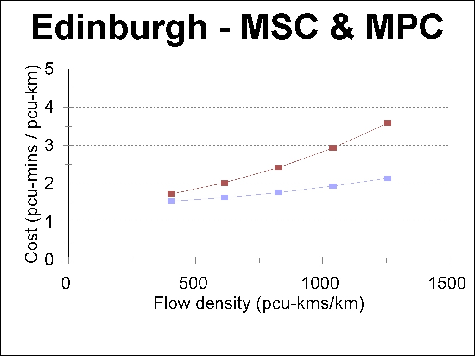 Edinburgh - MSC & MPC
Cost (pcu-mins / pcu-km)
5
4
3
2
1
0
0 500 1000 1500
Flow density (pcu-kms/km)